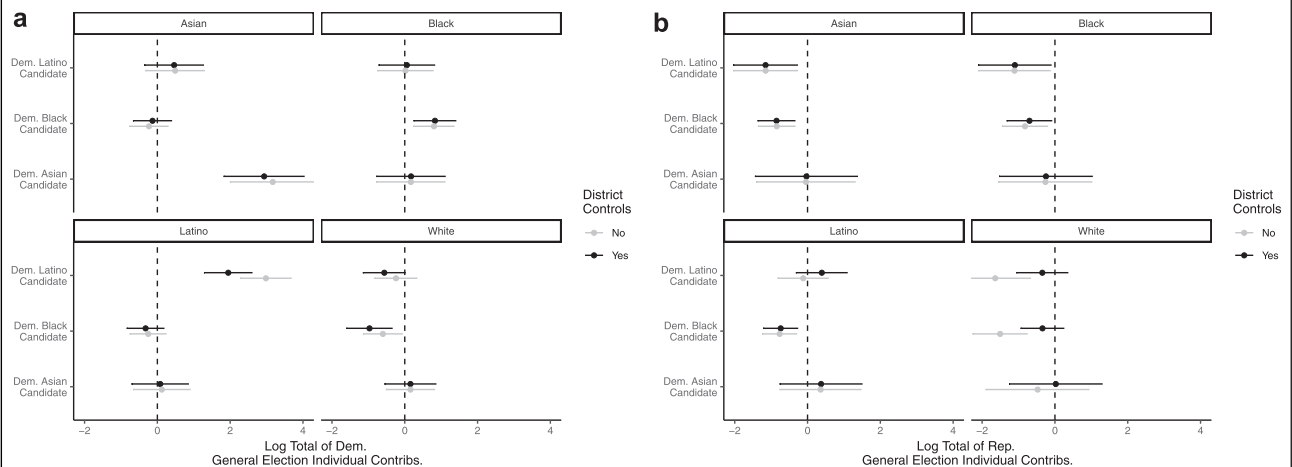 a
Asian
Black
Dem. Latino
Candidate
Dem. Black
Candidate
Dem. Asian
Candidate
Latino
White
Dem. Latino
Candidate
Dem. Black
Candidate
Dem. Asian
Candidate
−2 0 2 4 −2 0 2 4
Log Total of Dem.
General Election Individual Contribs.
District
Controls
No
Yes
b
Asian
Black
Dem. Latino
Candidate
Dem. Black
Candidate
Dem. Asian
Candidate
Latino
White
Dem. Latino
Candidate
Dem. Black
Candidate
Dem. Asian
Candidate
−2 0 2 4 −2 0 2 4
Log Total of Rep.
General Election Individual Contribs.
District
Controls
No
Yes